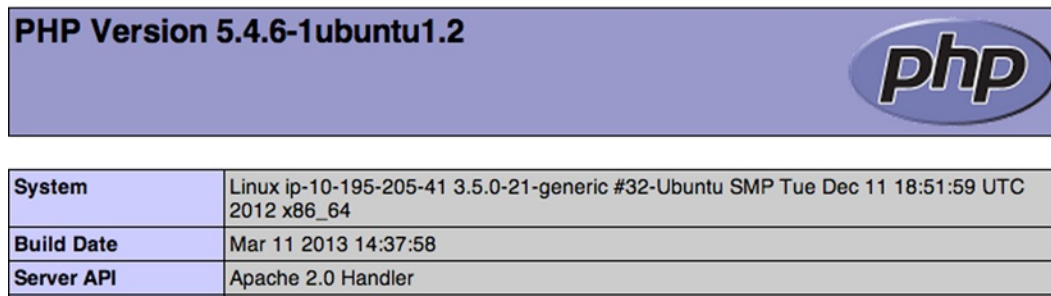 PHP Version 5.4.6-1ubuntu1.2
php
System
Linux ip-10-195-205-41 3.5.0-21-generic #32-Ubuntu SMP Tue Dec 11 18:51:59 UTC
2012 x86_64
Build Date
Mar 11 2013 14:37:58
Server API
Apache 2.0 Handler